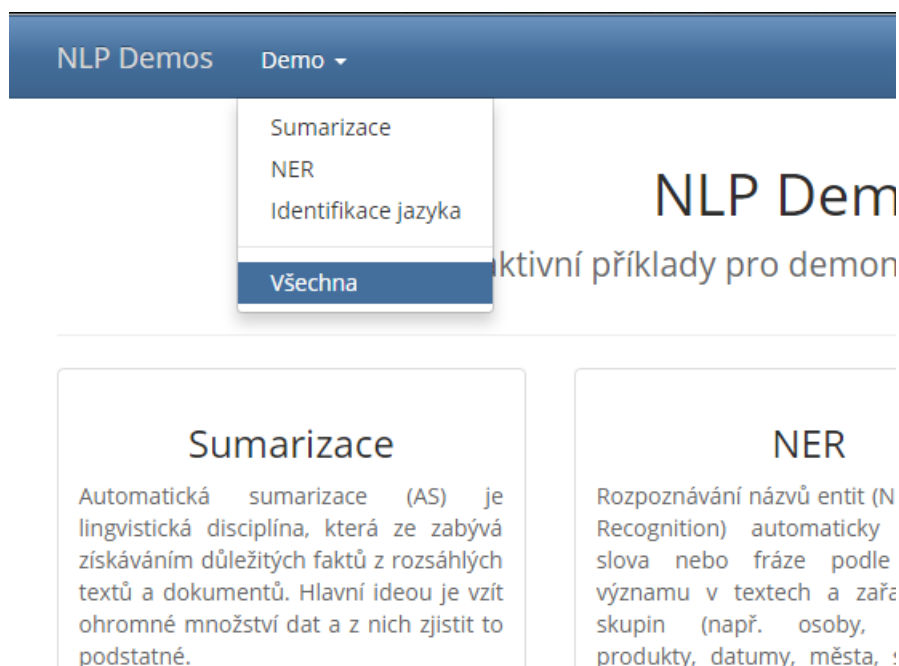 NLP Demos Demo
Sumarizace
NER
Identifikace jazyka
Všechna
NLP Dem
ktivní příklady pro demon
Sumarizace
Automatická sumarizace (AS) je
lingvistická disciplína, která ze zabývá
získáváním důležitých faktů z rozsáhlých
textů a dokumentů. Hlavní ideou je vzít
ohromné množství dat a z nich zjistit to
podstatné.
NER
Rozpoznávání názvů entit (N
Recognition) automaticky
slova nebo fráze podle
významu v textech a zařa
skupin (např. osoby,
produkty, datumy, města, s